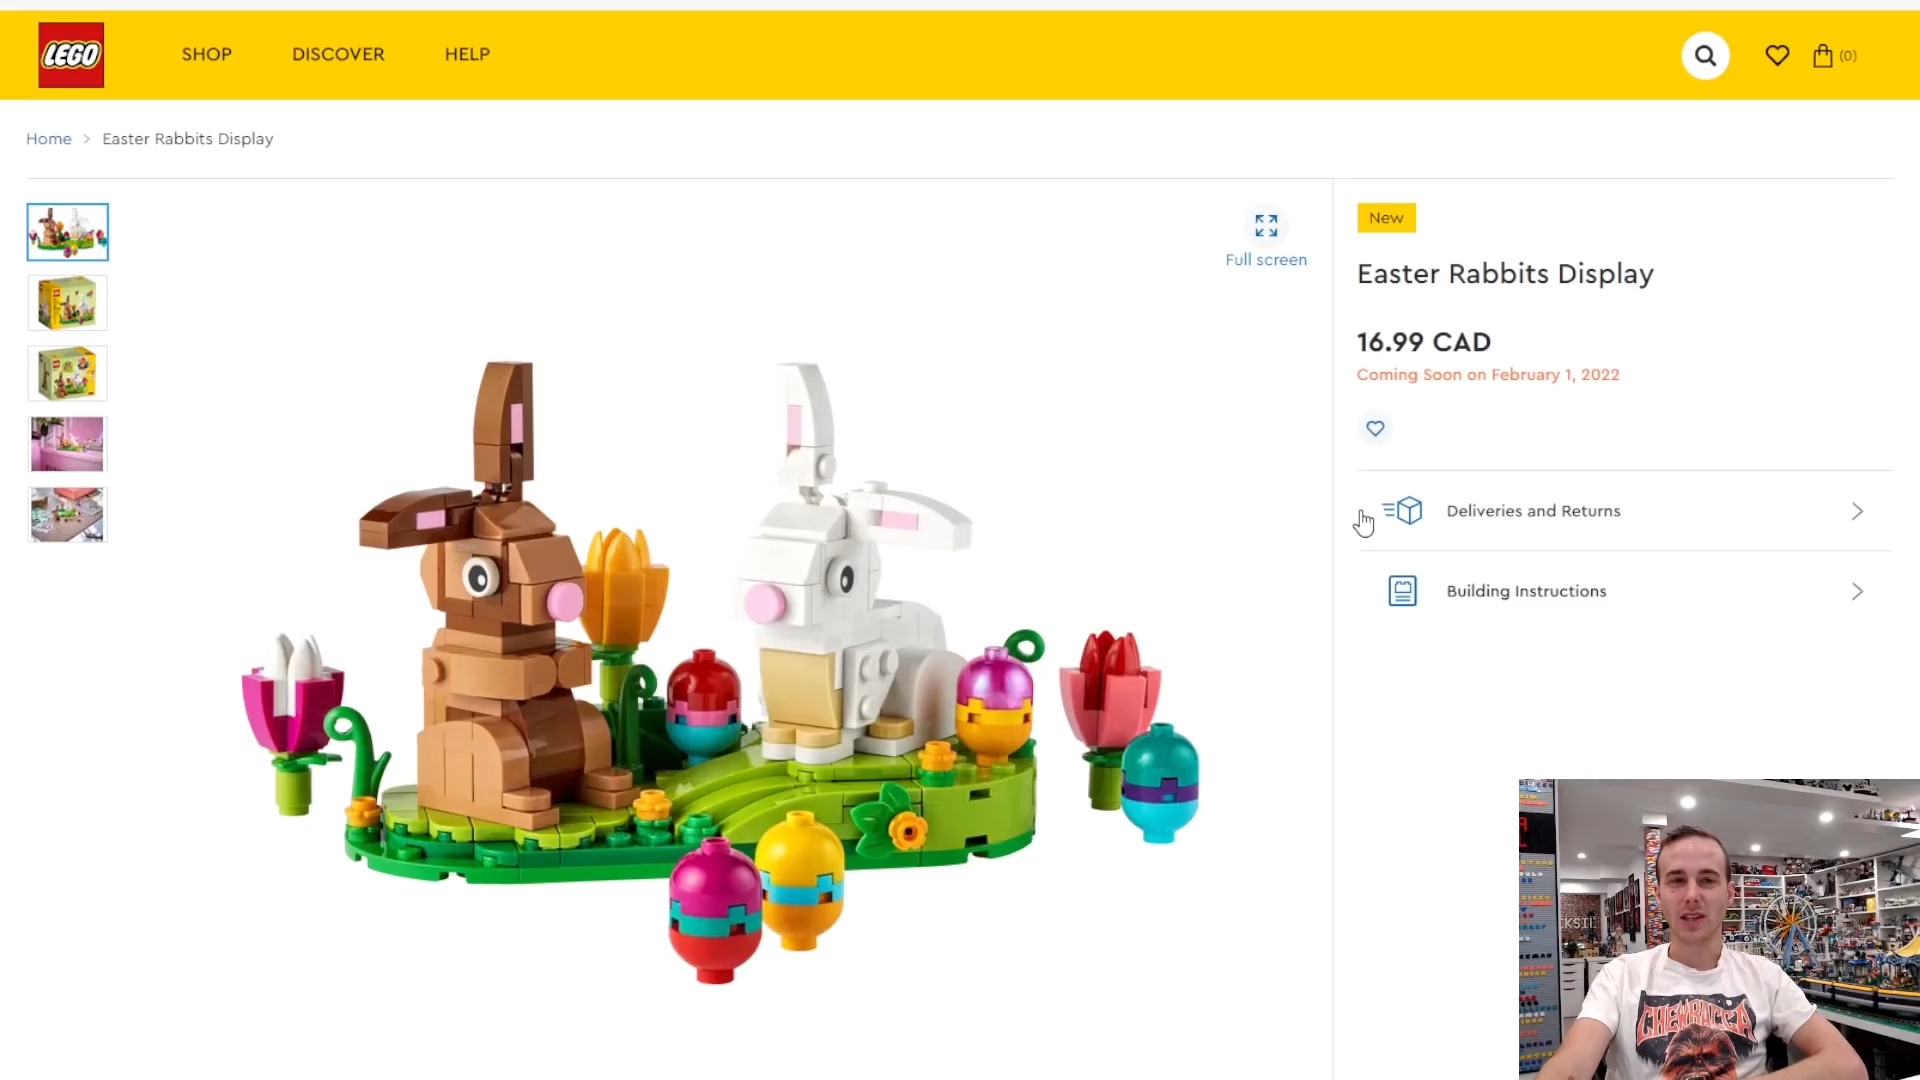 LEGO
SHOP
DISCOVER
HELP
(0)
Home > Easter Rabbits Display
Full screen
New
Easter Rabbits Display
16.99 CAD
Coming Soon on February 1, 2022
Deliveries and Returns
Building Instructions
CHEWBACCA